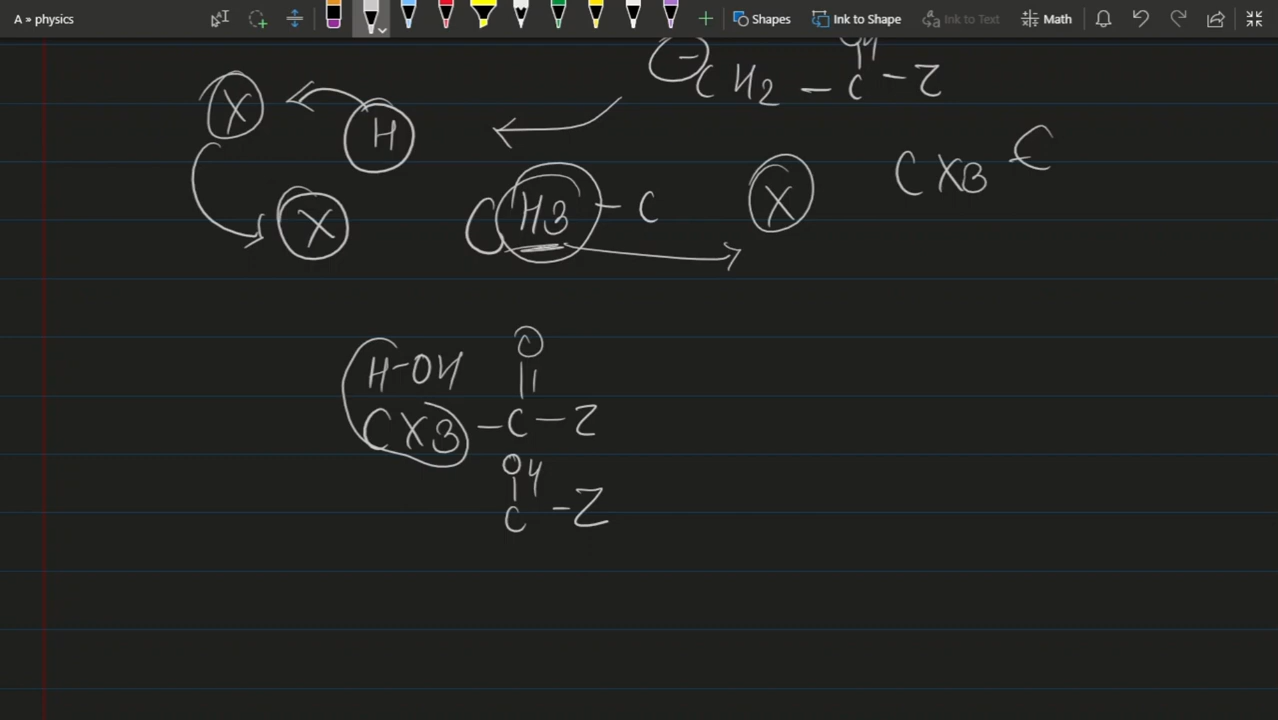 A » physics
Shapes
Ink to Shape
Ink to Text
Math
CH2 - C - Z
X
H
X
CH3 - C
X
CX3
O
H-OH
CX3 - C - Z
OH
C - Z